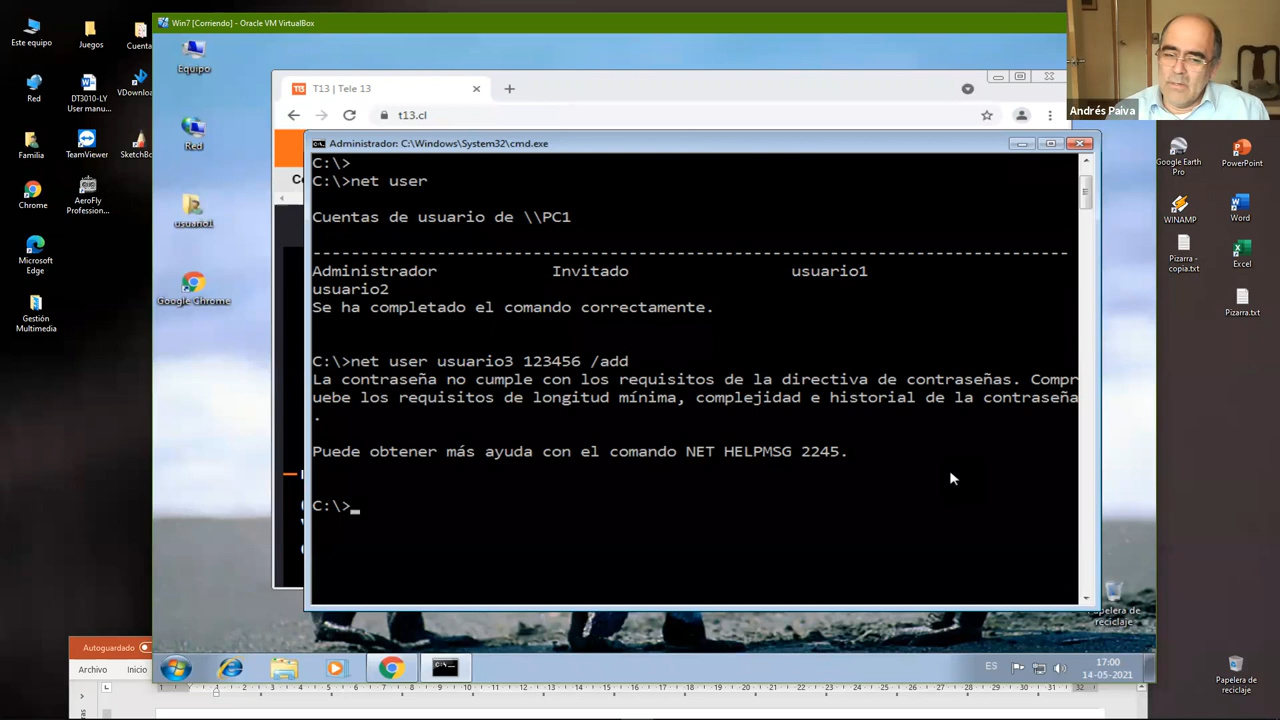 Win7 [Corriendo] - Oracle VM VirtualBox
Este equipo
Juegos
Cuenta
Red
DT3010-LY
User manu...
VDownloa
Familia
TeamViewer
SketchBo
Chrome
AeroFly
Profession...
Microsoft
Edge
Gestión
Multimedia
Equipo
Red
usuario1
Google Chrome
T13 | Tele 13
t13.cl
Administrador: C:\Windows\System32\cmd.exe
C:\>
C:\>net user
Cuentas de usuario de \\PC1
-------------------------------------------------------------------------------
Administrador Invitado usuario1
usuario2
Se ha completado el comando correctamente.
C:\>net user usuario3 123456 /add
La contraseña no cumple con los requisitos de la directiva de contraseñas. Compr
uebe los requisitos de longitud mínima, complejidad e historial de la contraseña
.
Puede obtener más ayuda con el comando NET HELPMSG 2245.
C:\>_
Andrés Paiva
Google Earth
Pro
PowerPoint
WINAMP
Word
Pizarra -
copia.txt
Excel
Pizarra.txt
Papelera de
reciclaje
Autoguardado
Archivo Inicio
ES
17:00
14-05-2021
Papelera de
reciclaje